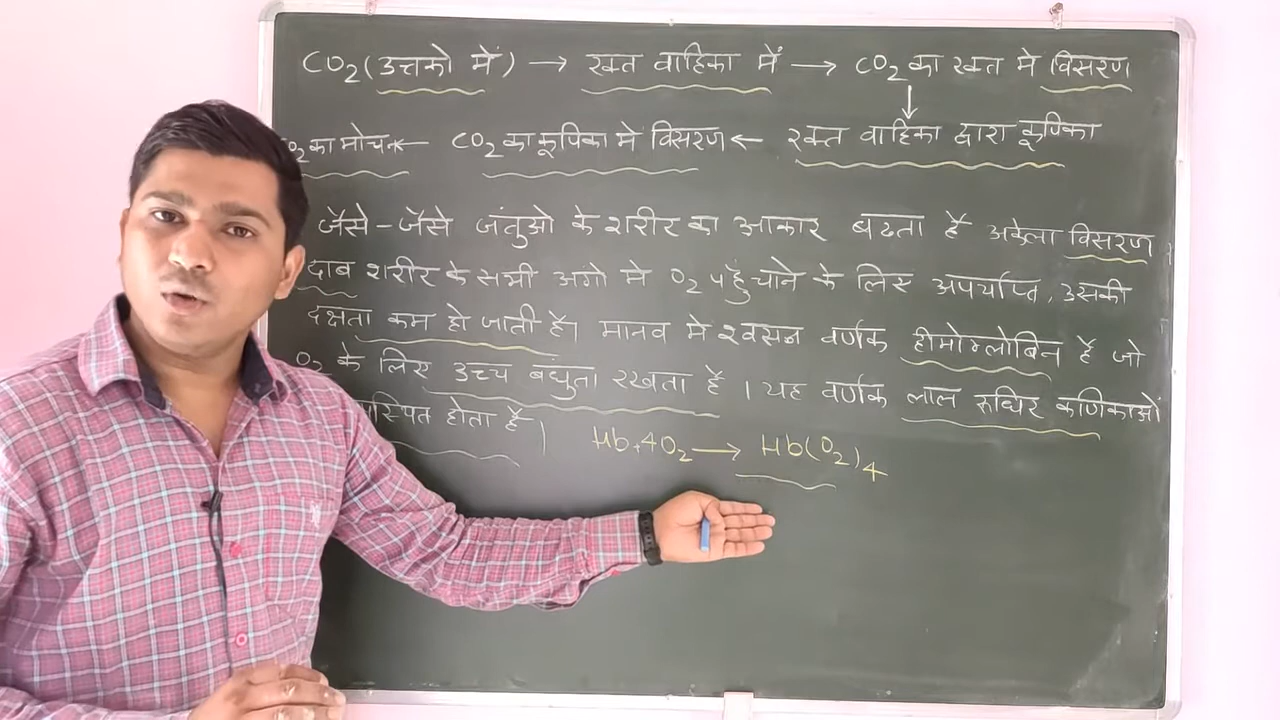 CO₂(उत्तको में) → रक्त वाहिका में → CO₂ का रक्त मे विसरण
↓
का मोचन ← CO₂ का कूपिका मे विसरण ← रक्त वाहिका द्वारा कूपिका
जैसे-जैसे जंतुओ के शरीर का आकार बढता है अकेला विसरण
दाब शरीर के सभी अंगो मे O₂ पहुँचाने के लिए अपर्याप्त, उसकी
दक्षता कम हो जाती है। मानव मे श्वसन वर्णक हीमोग्लोबिन है जो
O₂ के लिए उच्च बंधुता रखता है। यह वर्णक लाल रूधिर कणिकाओं
होता है।
Hb+4O₂ → Hb(O₂)₄